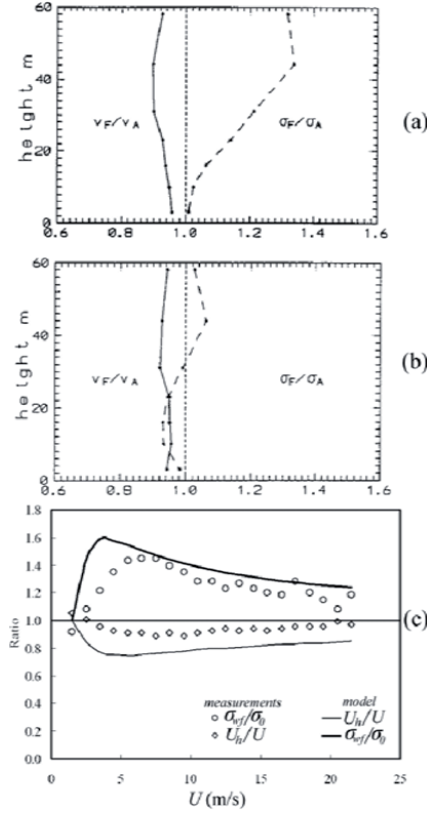 60
40
20
0
height m
v_F/v_A
σ_F/σ_A
(a)
0.6 0.8 1.0 1.2 1.4 1.6
60
40
20
0
height m
v_F/v_A
σ_F/σ_A
(b)
0.6 0.8 1.0 1.2 1.4 1.6
1.8
1.6
1.4
1.2
1.0
0.8
0.6
0.4
0.2
0.0
Ratio
(c)
measurements model
○ σ_wf/σ_0 — U_h/U
◇ U_h/U — σ_wf/σ_0
0 5 10 15 20 25
U (m/s)